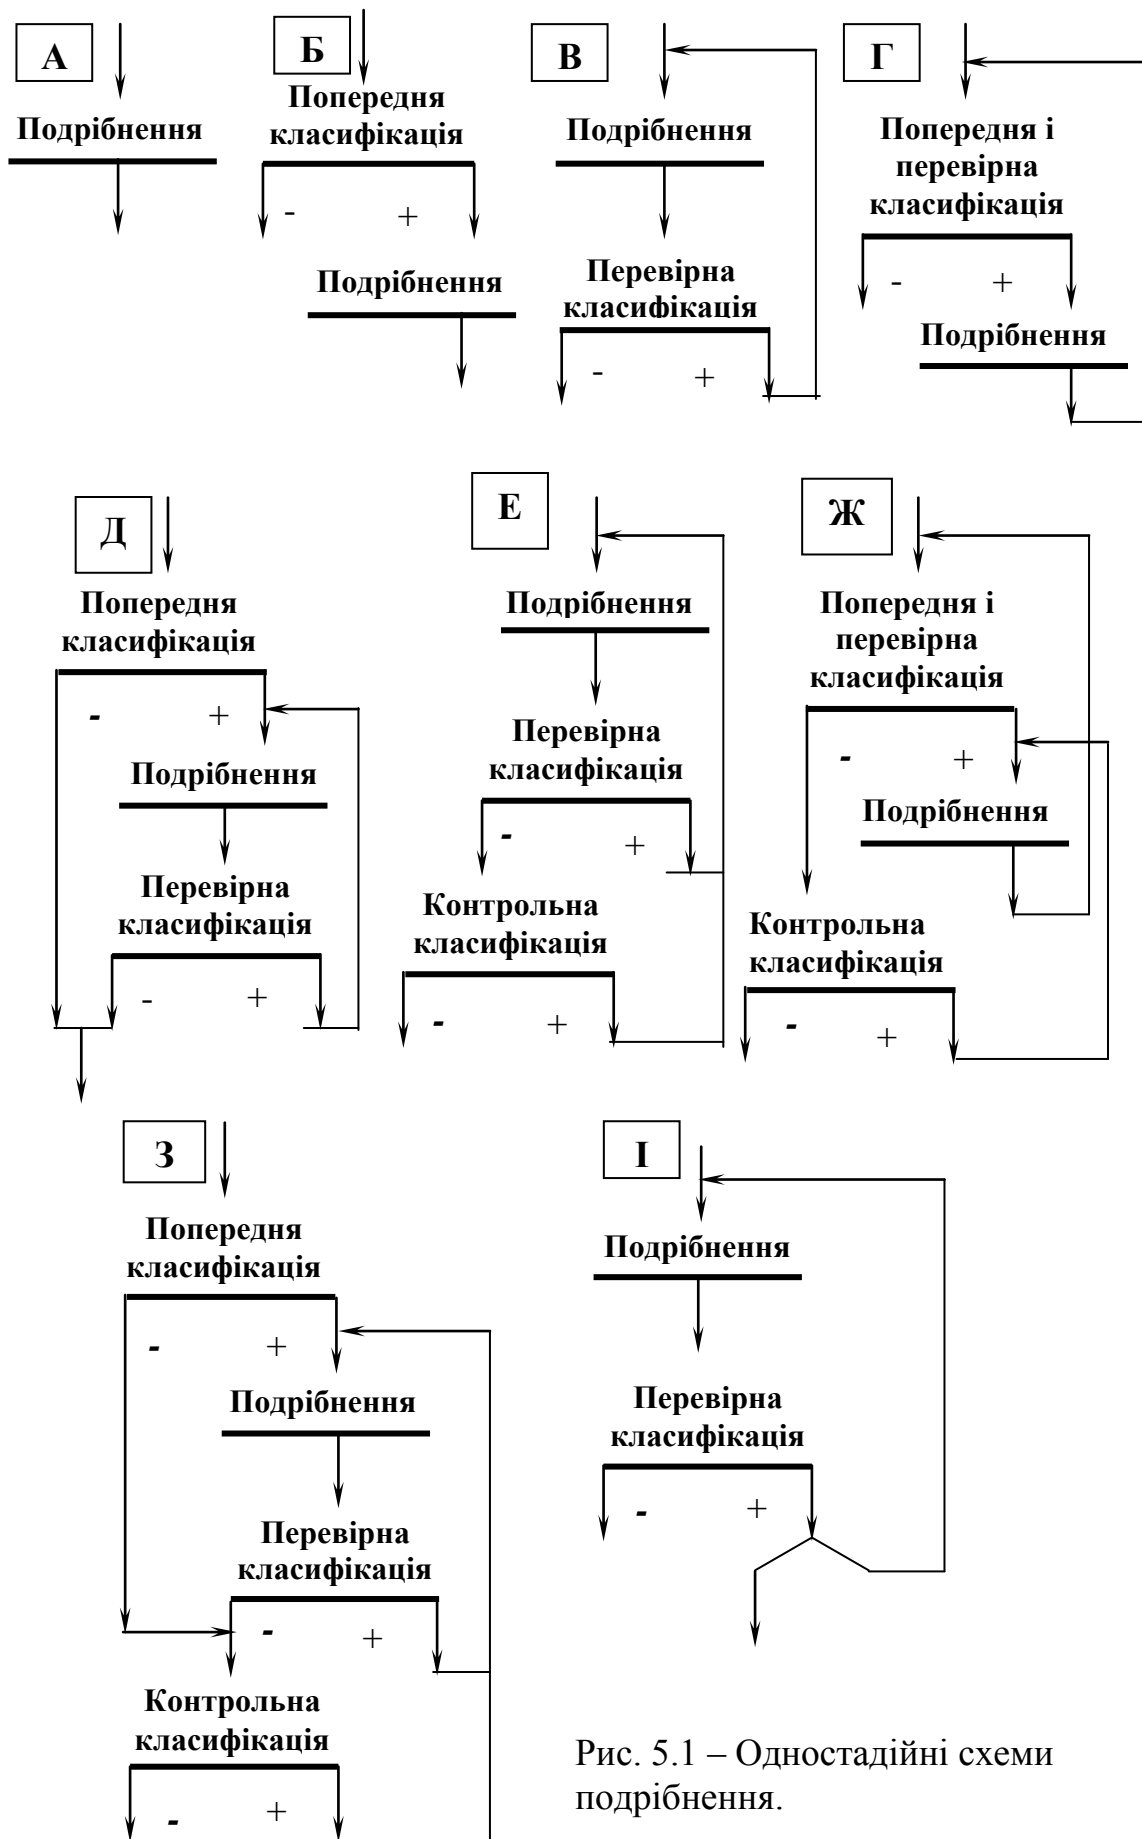 А
Подрібнення
Б
Попередня
класифікація
-
+
Подрібнення
В
Подрібнення
Перевірна
класифікація
-
+
Г
Попередня і
перевірна
класифікація
-
+
Подрібнення
Д
Попередня
класифікація
-
+
Подрібнення
Перевірна
класифікація
-
+
Е
Подрібнення
Перевірна
класифікація
-
+
Контрольна
класифікація
-
+
Ж
Попередня і
перевірна
класифікація
-
+
Подрібнення
Контрольна
класифікація
-
+
З
Попередня
класифікація
-
+
Подрібнення
Перевірна
класифікація
-
+
Контрольна
класифікація
-
+
І
Подрібнення
Перевірна
класифікація
-
+
Рис. 5.1 – Одностадійні схеми
подрібнення.